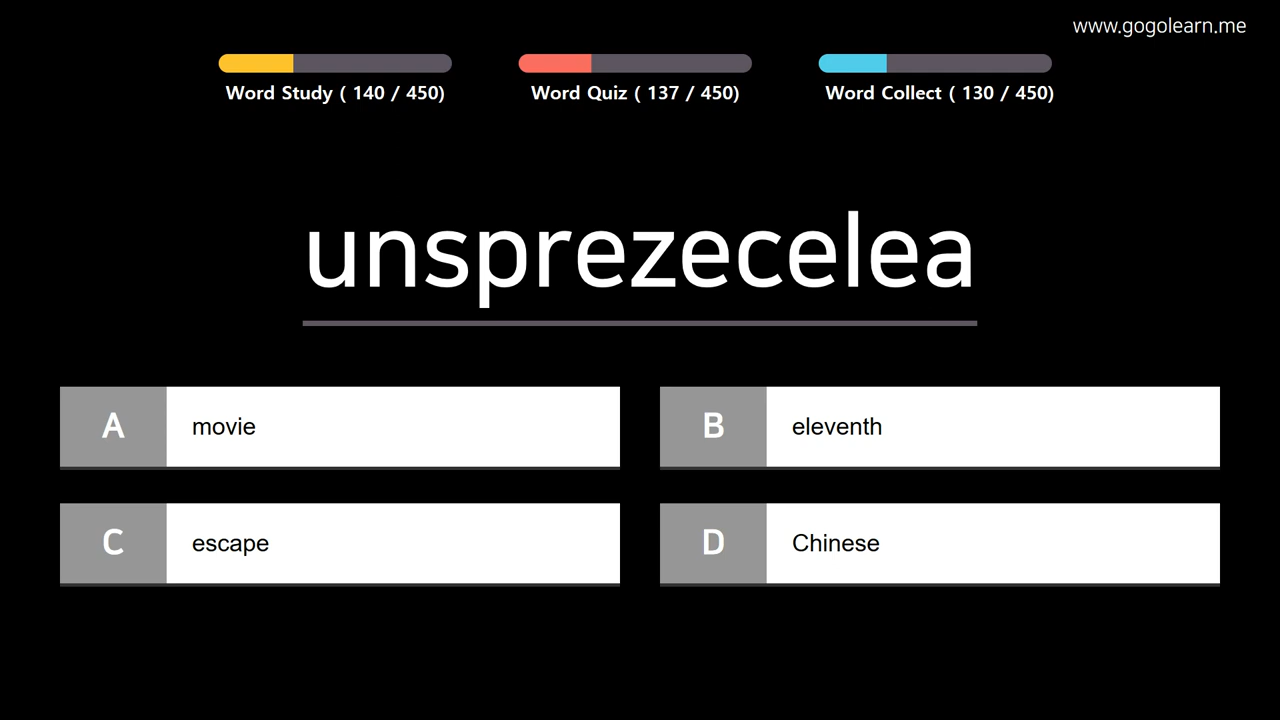 www.gogolearn.me
Word Study ( 140 / 450)
Word Quiz ( 137 / 450)
Word Collect ( 130 / 450)
unsprezecelea
A movie
B eleventh
C escape
D Chinese